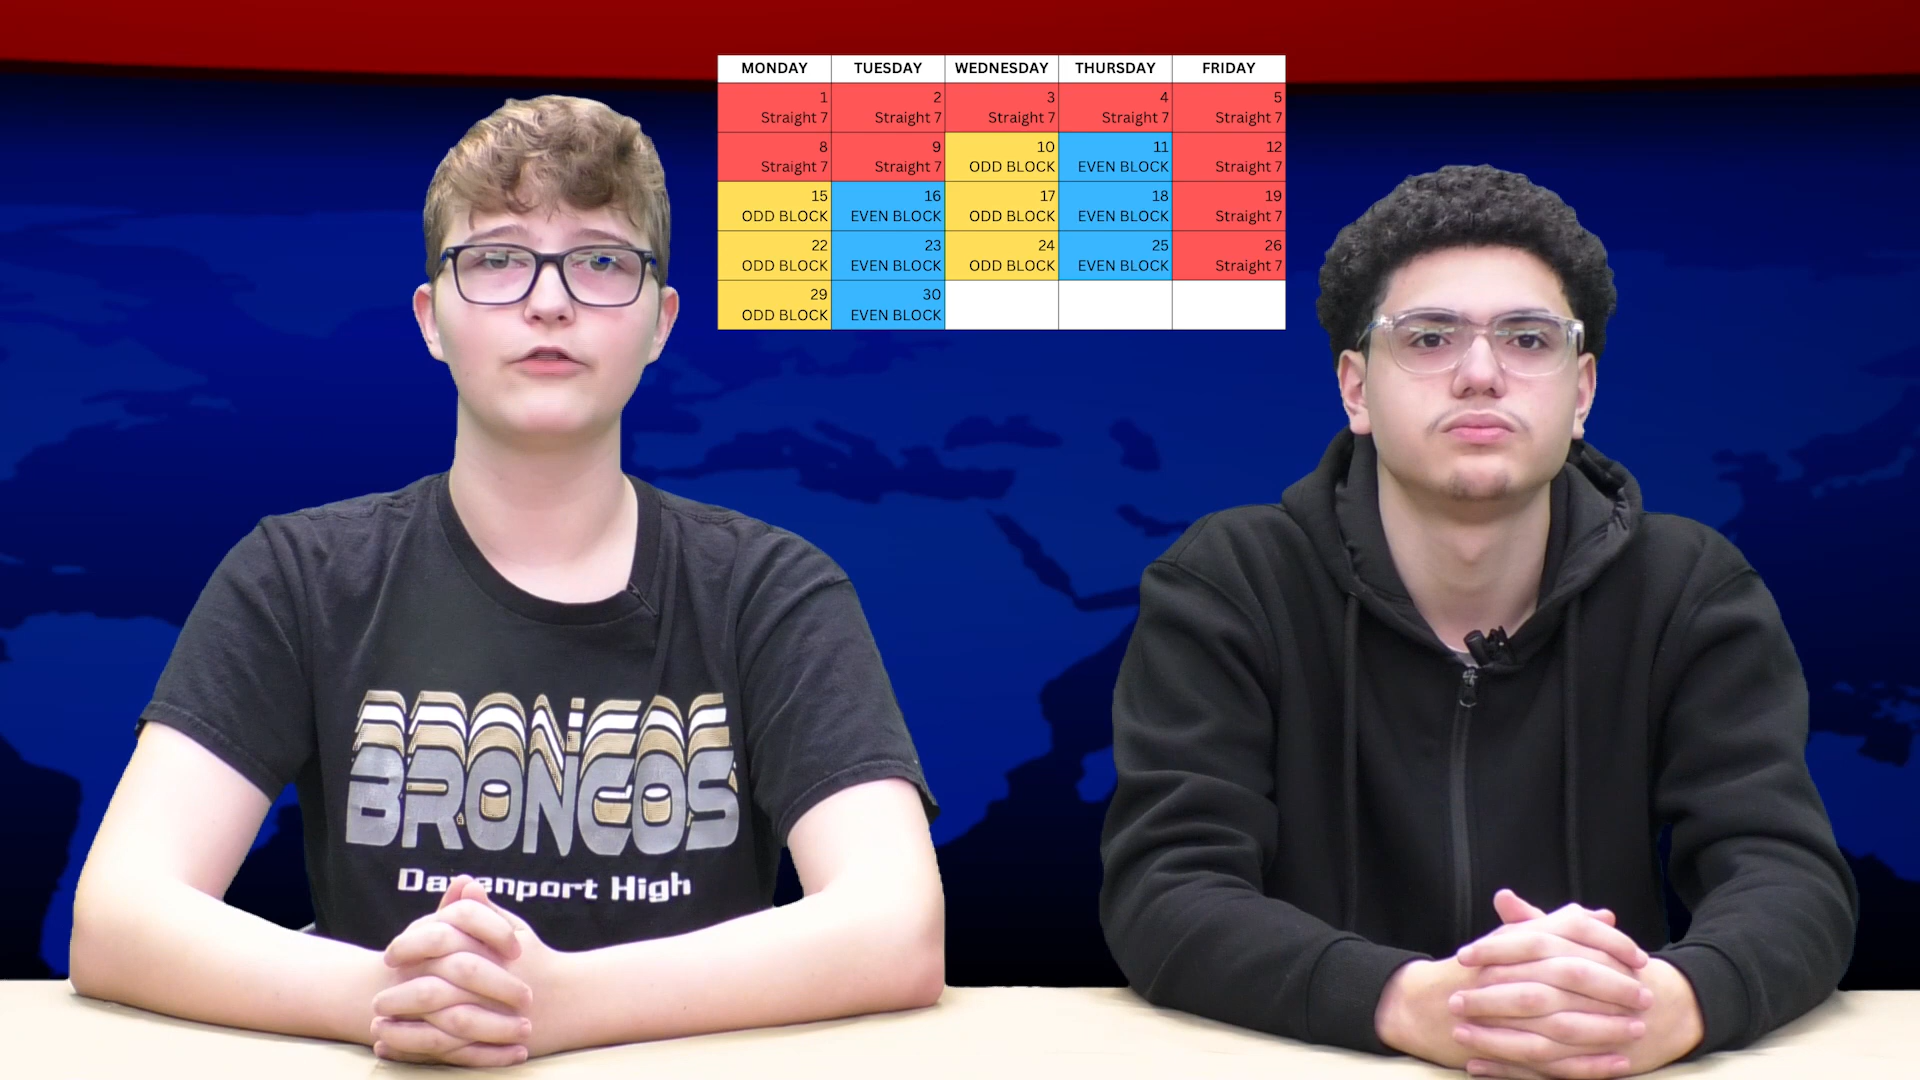 MONDAY TUESDAY WEDNESDAY THURSDAY FRIDAY
1 2 3 4 5
Straight 7 Straight 7 Straight 7 Straight 7 Straight 7
8 9 10 11 12
Straight 7 Straight 7 ODD BLOCK EVEN BLOCK Straight 7
15 16 17 18 19
ODD BLOCK EVEN BLOCK ODD BLOCK EVEN BLOCK Straight 7
22 23 24 25 26
ODD BLOCK EVEN BLOCK ODD BLOCK EVEN BLOCK Straight 7
29 30
ODD BLOCK EVEN BLOCK
BRONCOS
Davenport High